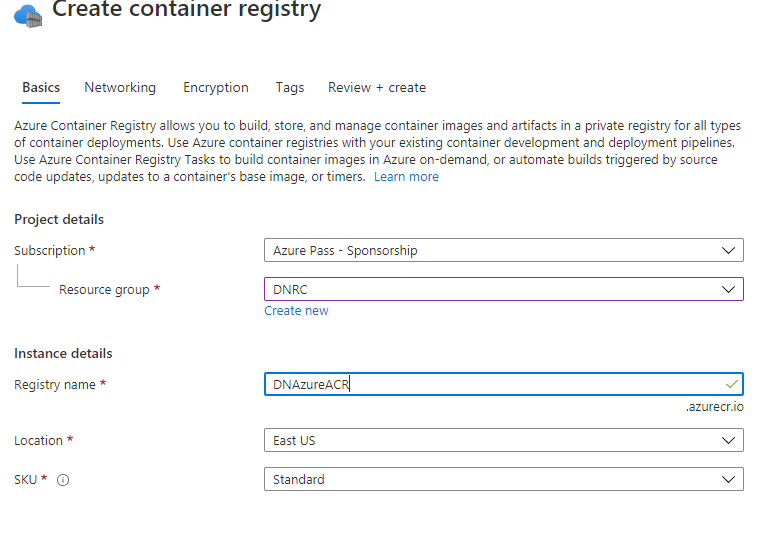 Create container registry
Basics Networking Encryption Tags Review + create
Azure Container Registry allows you to build, store, and manage container images and artifacts in a private registry for all types
of container deployments. Use Azure container registries with your existing container development and deployment pipelines.
Use Azure Container Registry Tasks to build container images in Azure on-demand, or automate builds triggered by source
code updates, updates to a container's base image, or timers. Learn more
Project details
Subscription * Azure Pass - Sponsorship
Resource group * DNRC
Create new
Instance details
Registry name * DNAzureACR
.azurecr.io
Location * East US
SKU * Standard